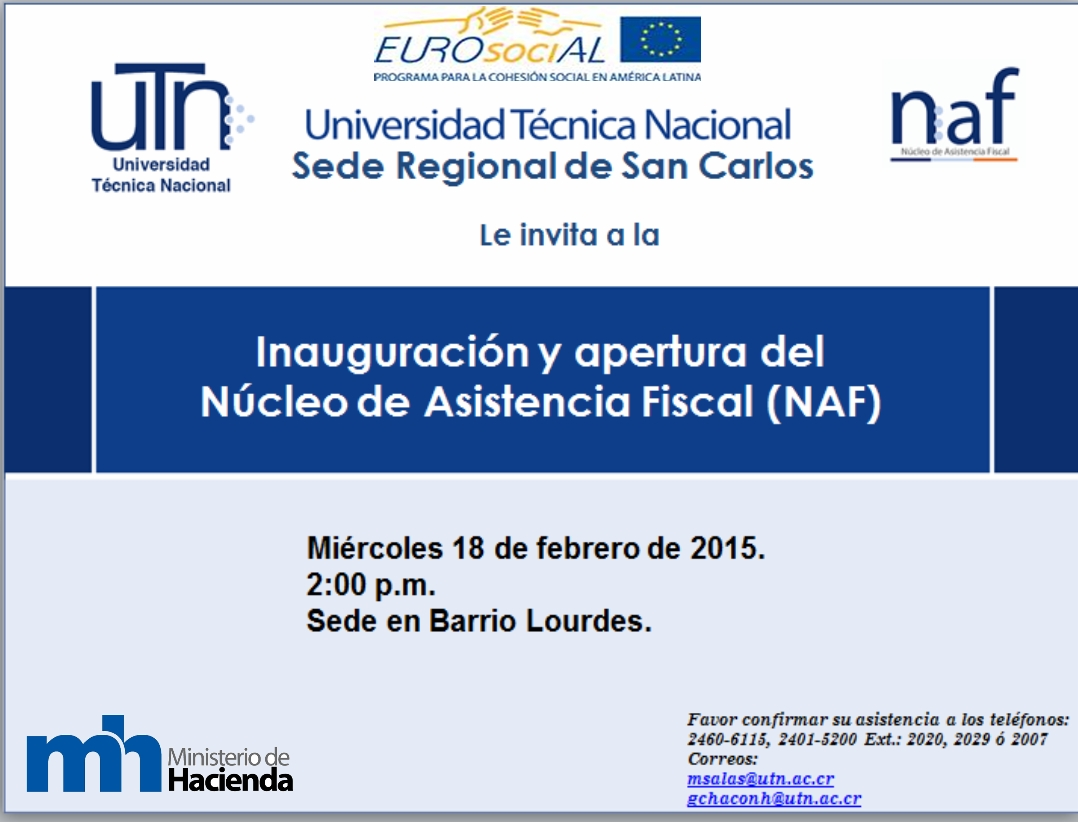 EUROsociAL
PROGRAMA PARA LA COHESIÓN SOCIAL EN AMÉRICA LATINA
uTn
Universidad
Técnica Nacional
Universidad Técnica Nacional
Sede Regional de San Carlos
naf
Núcleo de Asistencia Fiscal
Le invita a la
Inauguración y apertura del
Núcleo de Asistencia Fiscal (NAF)
Miércoles 18 de febrero de 2015.
2:00 p.m.
Sede en Barrio Lourdes.
mh
Ministerio de
Hacienda
Favor confirmar su asistencia a los teléfonos:
2460-6115, 2401-5200 Ext.: 2020, 2029 ó 2007
Correos:
msalas@utn.ac.cr
gchaconh@utn.ac.cr